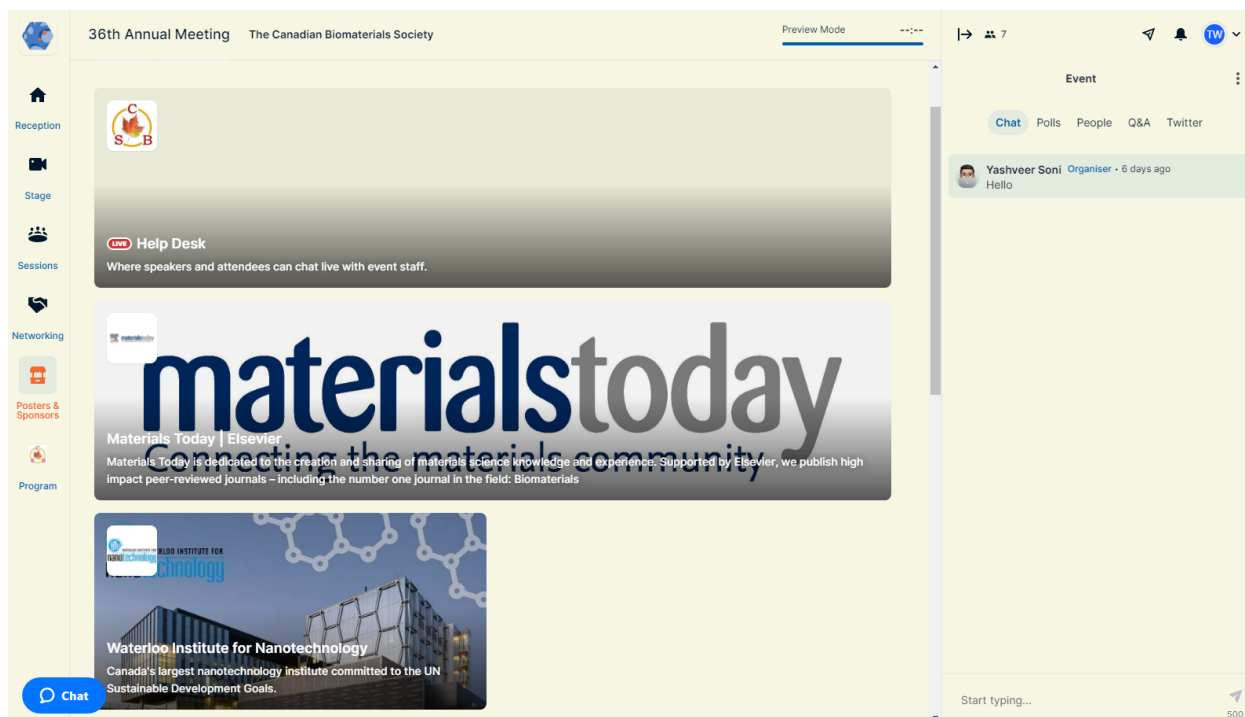 36th Annual Meeting The Canadian Biomaterials Society
Preview Mode --:--
7
TW
Reception
Stage
Sessions
Networking
Posters &
Sponsors
Program
C
S B
LIVE Help Desk
Where speakers and attendees can chat live with event staff.
materialstoday
materialstoday
Connecting the materials community
Materials Today | Elsevier
Materials Today is dedicated to the creation and sharing of materials science knowledge and experience. Supported by Elsevier, we publish high
impact peer-reviewed journals – including the number one journal in the field: Biomaterials
INSTITUTE FOR
nanotechnology
Waterloo Institute for Nanotechnology
Canada's largest nanotechnology institute committed to the UN
Sustainable Development Goals.
Chat
Event
Chat Polls People Q&A Twitter
Yashveer Soni Organiser • 6 days ago
Hello
Start typing...
500